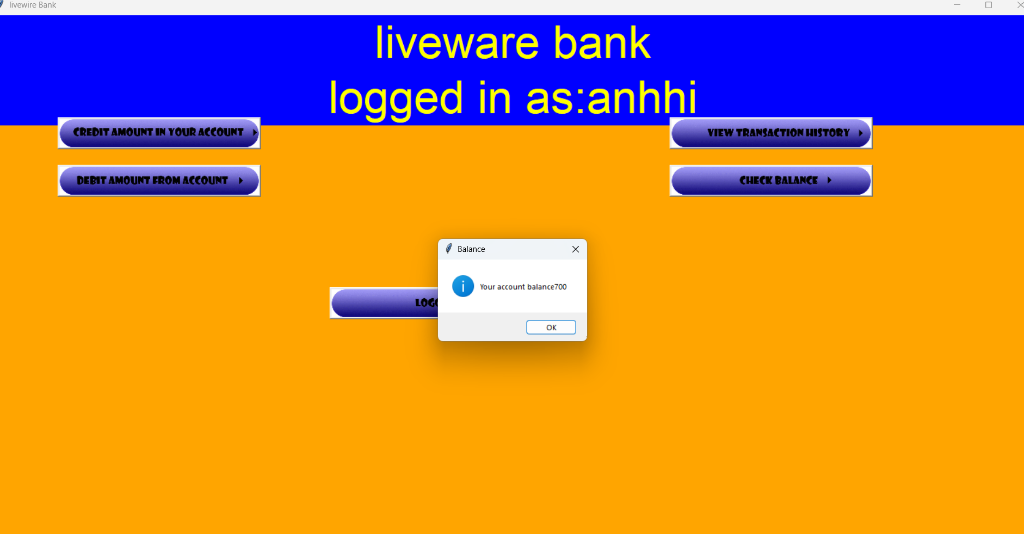 livewire Bank
liveware bank
logged in as:anhhi
CREDIT AMOUNT IN YOUR ACCOUNT
VIEW TRANSACTION HISTORY
DEBIT AMOUNT FROM ACCOUNT
CHECK BALANCE
Balance
Your account balance700
OK